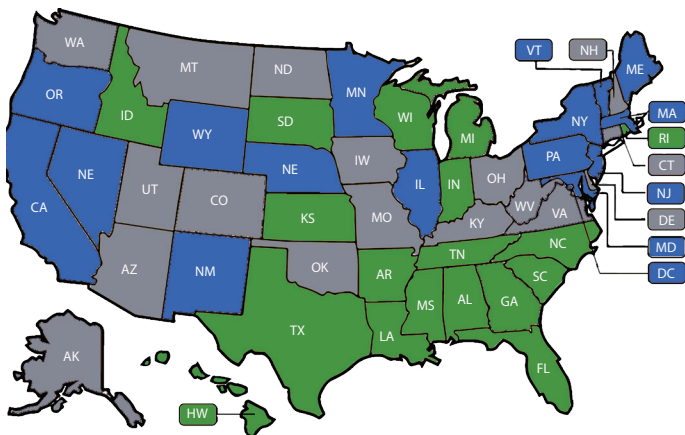 WA
MT
ND
MN
VT
NH
ME
OR
ID
WY
SD
WI
MI
NY
MA
RI
CT
NJ
DE
MD
DC
NE
NE
IW
PA
CA
UT
CO
KS
MO
IL
IN
OH
WV
VA
KY
AZ
NM
OK
AR
TN
NC
SC
TX
LA
MS
AL
GA
FL
AK
HW